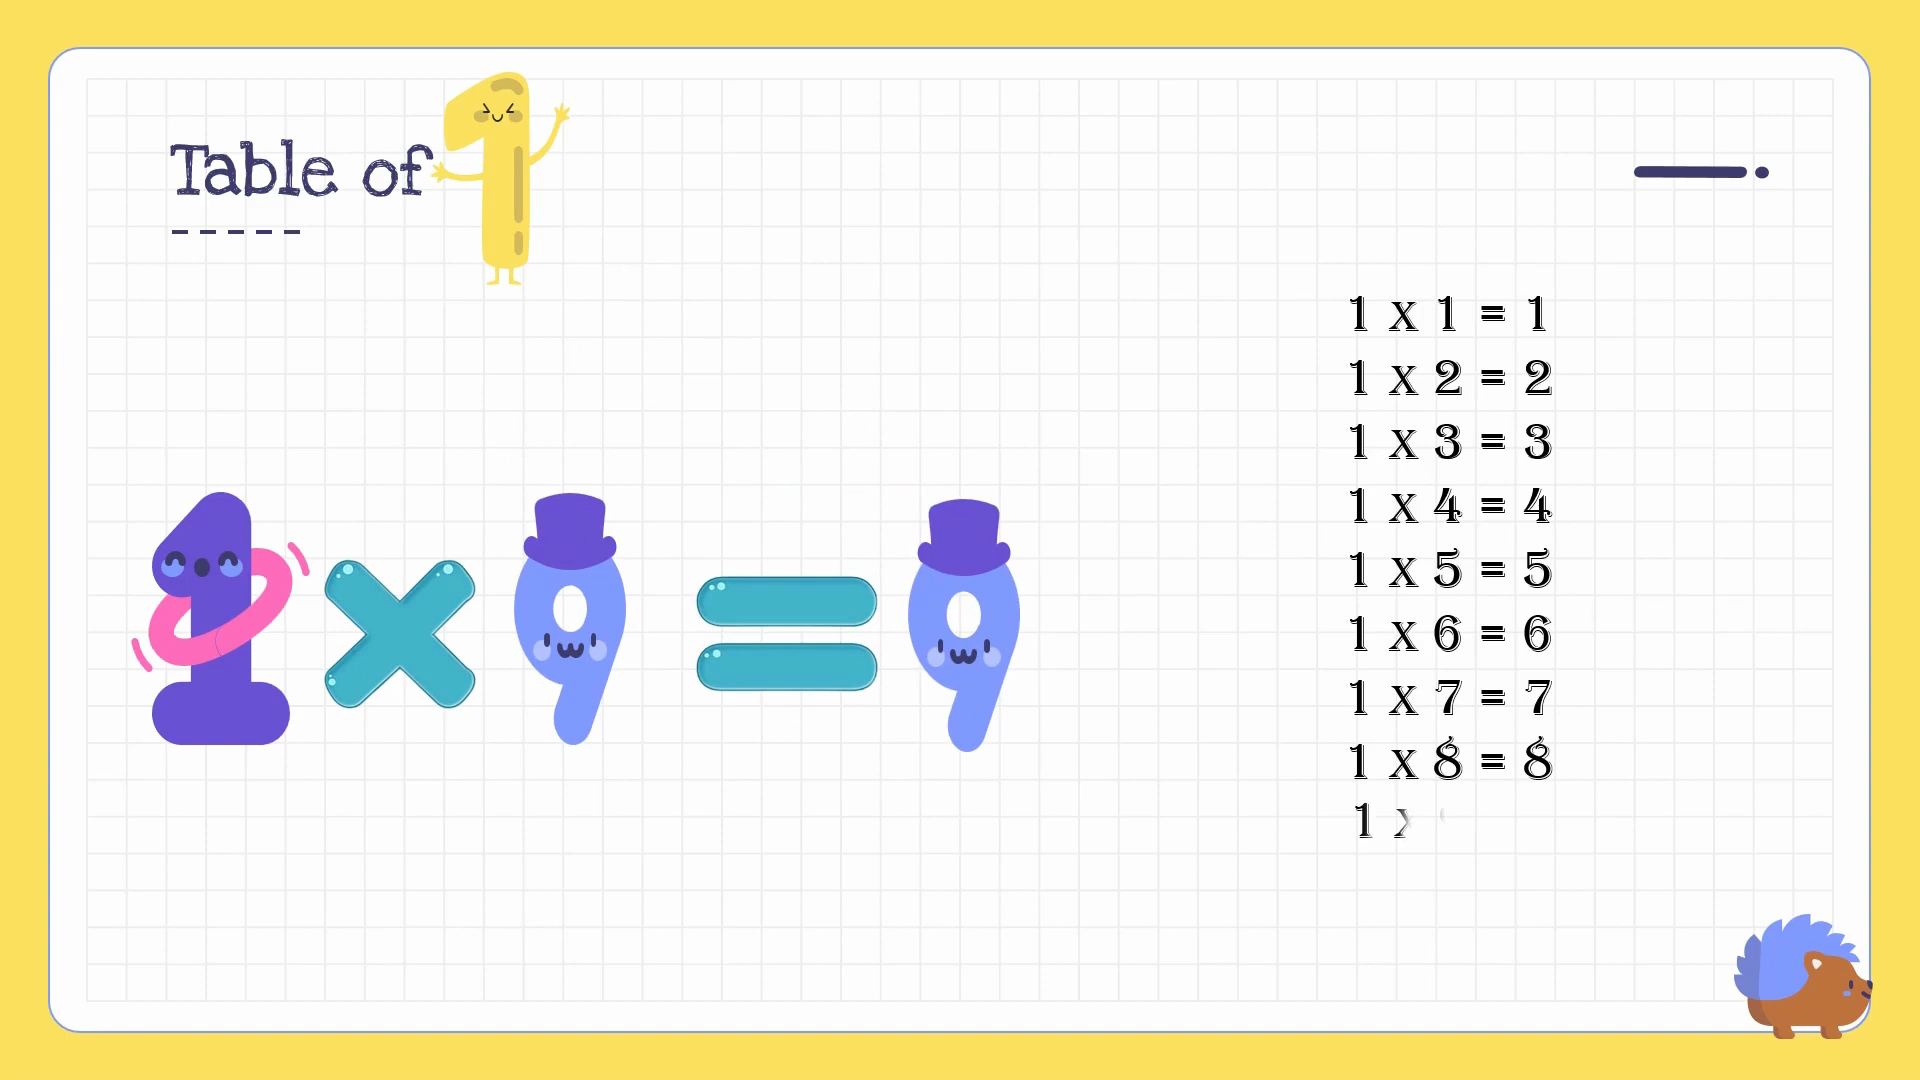 Table of 1
1 x 9 = 9
1 x 1 = 1
1 x 2 = 2
1 x 3 = 3
1 x 4 = 4
1 x 5 = 5
1 x 6 = 6
1 x 7 = 7
1 x 8 = 8
1 x